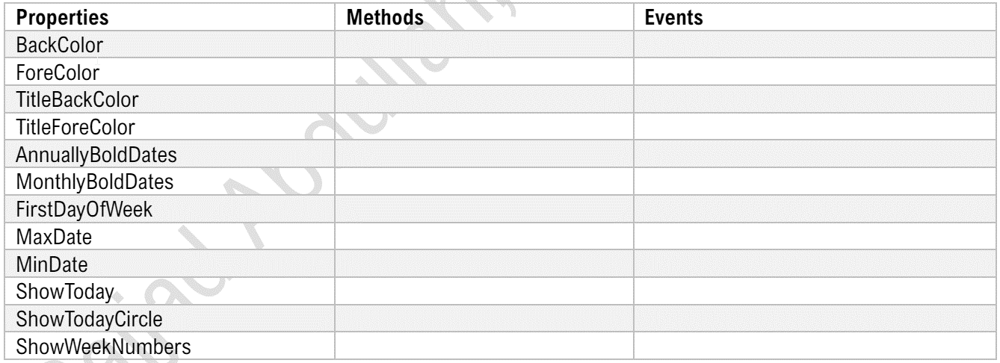 Properties Methods Events
BackColor
ForeColor
TitleBackColor
TitleForeColor
AnnuallyBoldDates
MonthlyBoldDates
FirstDayOfWeek
MaxDate
MinDate
ShowToday
ShowTodayCircle
ShowWeekNumbers